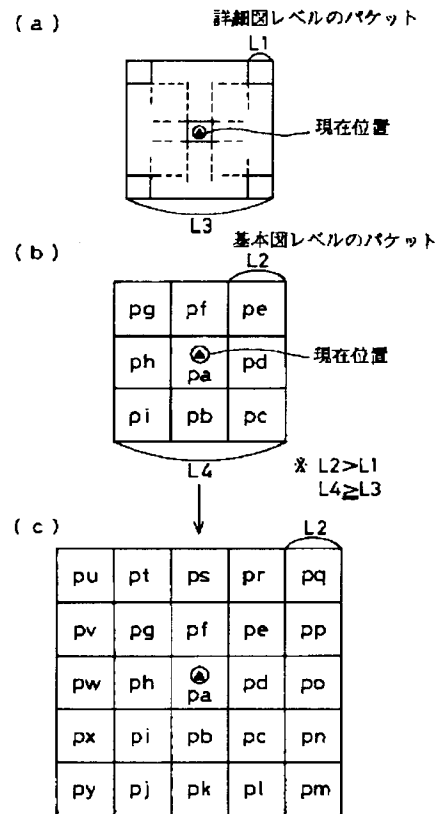 (a)
詳細図レベルのパケット
L1
現在位置
L3
(b)
基本図レベルのパケット
L2
pg pf pe
ph pa pd
現在位置
pi pb pc
L4
※ L2>L1
L4≧L3
(c)
L2
pu pt ps pr pq
pv pg pf pe pp
pw ph pa pd po
px pi pb pc pn
py pj pk pl pm